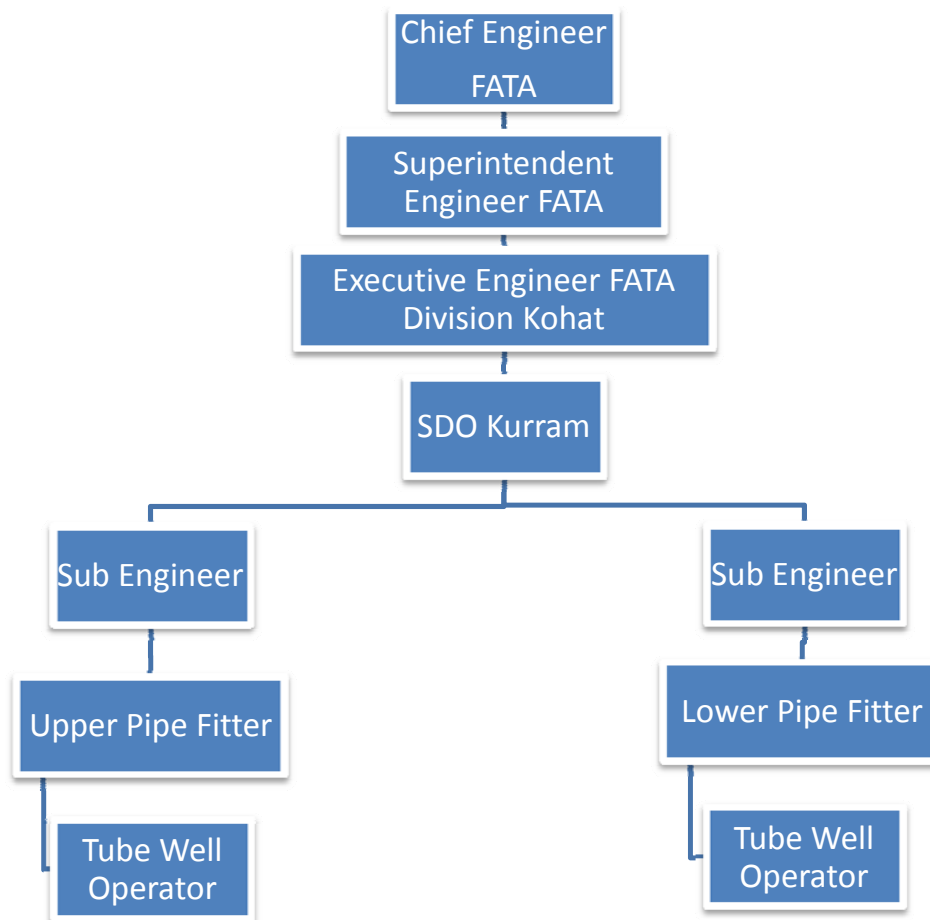 Chief Engineer
FATA
Superintendent
Engineer FATA
Executive Engineer FATA
Division Kohat
SDO Kurram
Sub Engineer
Sub Engineer
Upper Pipe Fitter
Lower Pipe Fitter
Tube Well
Operator
Tube Well
Operator